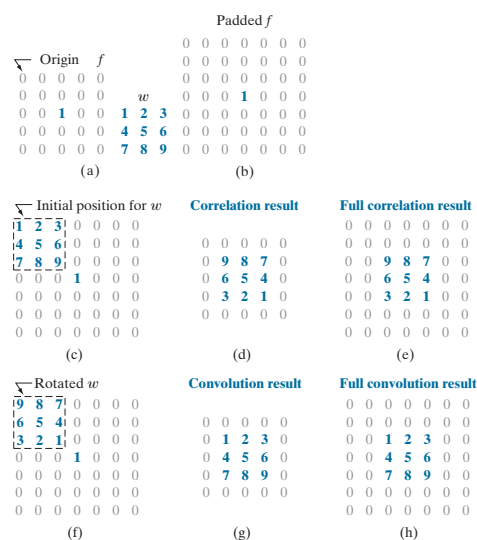 Padded f
0 0 0 0 0 0 0
0 0 0 0 0 0 0
0 0 0 0 0 0 0
0 0 0 1 0 0 0
0 0 0 0 0 0 0
0 0 0 0 0 0 0
0 0 0 0 0 0 0
(b)
Origin f
0 0 0 0 0
0 0 0 0 0
0 0 1 0 0
0 0 0 0 0
0 0 0 0 0
w
1 2 3
4 5 6
7 8 9
(a)
Initial position for w
1 2 3 0 0 0 0
4 5 6 0 0 0 0
7 8 9 0 0 0 0
0 0 0 1 0 0 0
0 0 0 0 0 0 0
0 0 0 0 0 0 0
0 0 0 0 0 0 0
(c)
Correlation result
0 0 0 0 0
0 9 8 7 0
0 6 5 4 0
0 3 2 1 0
0 0 0 0 0
(d)
Full correlation result
0 0 0 0 0 0 0
0 0 0 0 0 0 0
0 0 9 8 7 0 0
0 0 6 5 4 0 0
0 0 3 2 1 0 0
0 0 0 0 0 0 0
0 0 0 0 0 0 0
(e)
Rotated w
9 8 7 0 0 0 0
6 5 4 0 0 0 0
3 2 1 0 0 0 0
0 0 0 1 0 0 0
0 0 0 0 0 0 0
0 0 0 0 0 0 0
0 0 0 0 0 0 0
(f)
Convolution result
0 0 0 0 0
0 1 2 3 0
0 4 5 6 0
0 7 8 9 0
0 0 0 0 0
(g)
Full convolution result
0 0 0 0 0 0 0
0 0 0 0 0 0 0
0 0 1 2 3 0 0
0 0 4 5 6 0 0
0 0 7 8 9 0 0
0 0 0 0 0 0 0
0 0 0 0 0 0 0
(h)